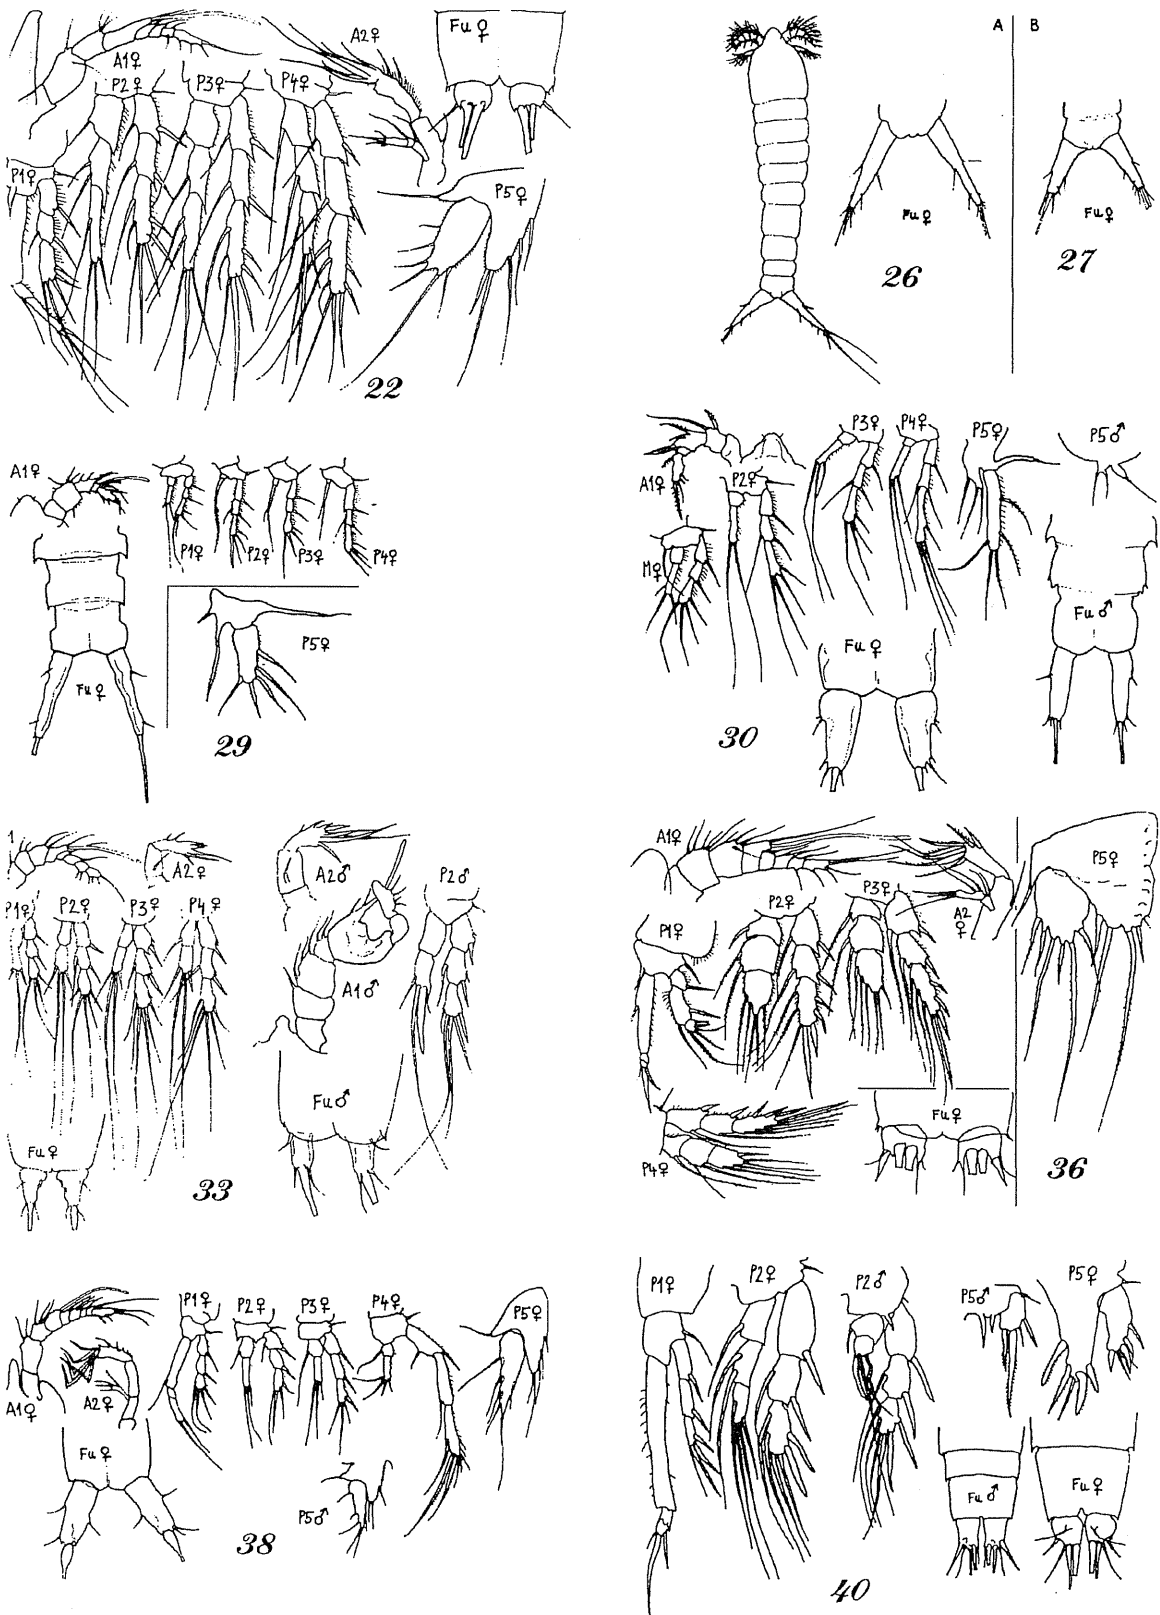 A1♀
P2♀
P3♀
P4♀
A2♀
Fu♀
P1♀
P5♀
22
A
B
Fu♀
26
Fu♀
27
A1♀
P1♀
P2♀
P3♀
P4♀
Fu♀
P5♀
29
A1♀
P2♀
P3♀
P4♀
P5♀
P5♂
P1♀
Fu♀
Fu♂
30
A2♀
P1♀
P2♀
P3♀
P4♀
Fu♀
A2♂
A1♂
P2♂
Fu♂
33
A1♀
P1♀
P2♀
P3♀
A2
♀
P4♀
Fu♀
P5♀
36
A1♀
A2♀
P1♀
P2♀
P3♀
P4♀
P5♀
Fu♀
P5♂
38
P1♀
P2♀
P2♂
P5♂
P5♀
Fu♂
Fu♀
40